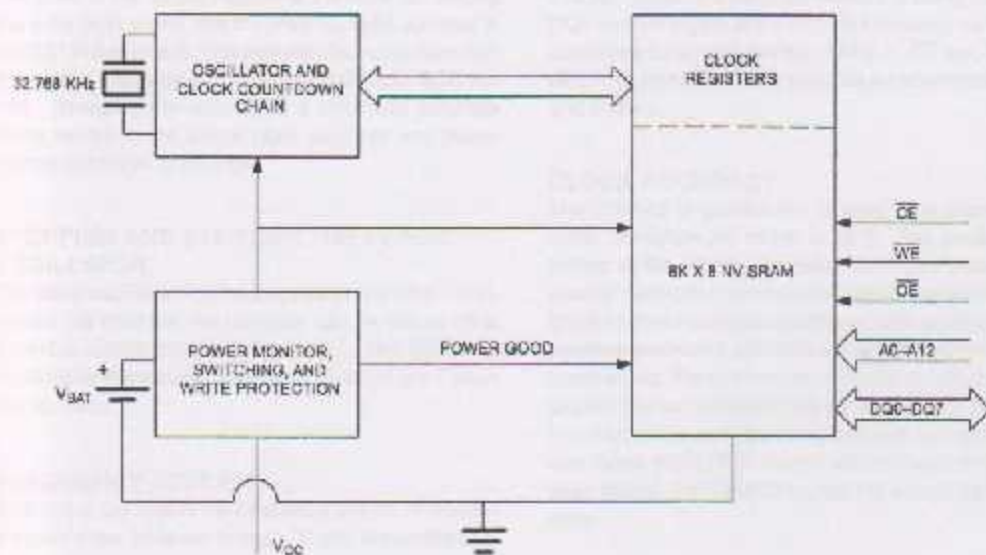 32.768 KHz
OSCILLATOR AND
CLOCK COUNTDOWN
CHAIN
CLOCK
REGISTERS
8K X 8 NV SRAM
OE
WE
OE
A0–A12
DQ0–DQ7
POWER MONITOR,
SWITCHING, AND
WRITE PROTECTION
POWER GOOD
+
VBAT
VCC